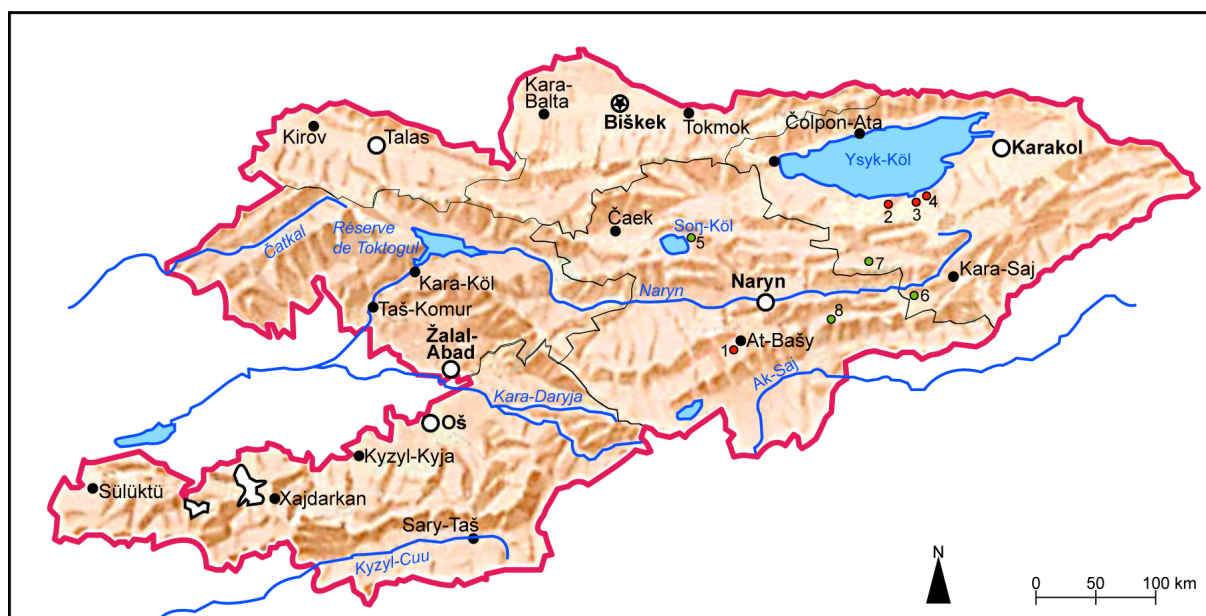 Kara-
Balta
Biškek
Tokmok
Čolpon-Ata
Kirov
Talas
Ysyk-Köl
Karakol
4
2
3
Čaek
Son-Köl
5
Réserve
de Toktogul
Čatkal
7
Kara-Köl
Kara-Saj
Naryn
Naryn
6
Taš-Komur
8
Žalal-
Abad
1
At-Bašy
Ak-Saj
Kara-Daryja
Oš
Kyzyl-Kyja
Sülüktü
Xajdarkan
Sary-Taš
Kyzyl-Cuu
N
0 50 100 km